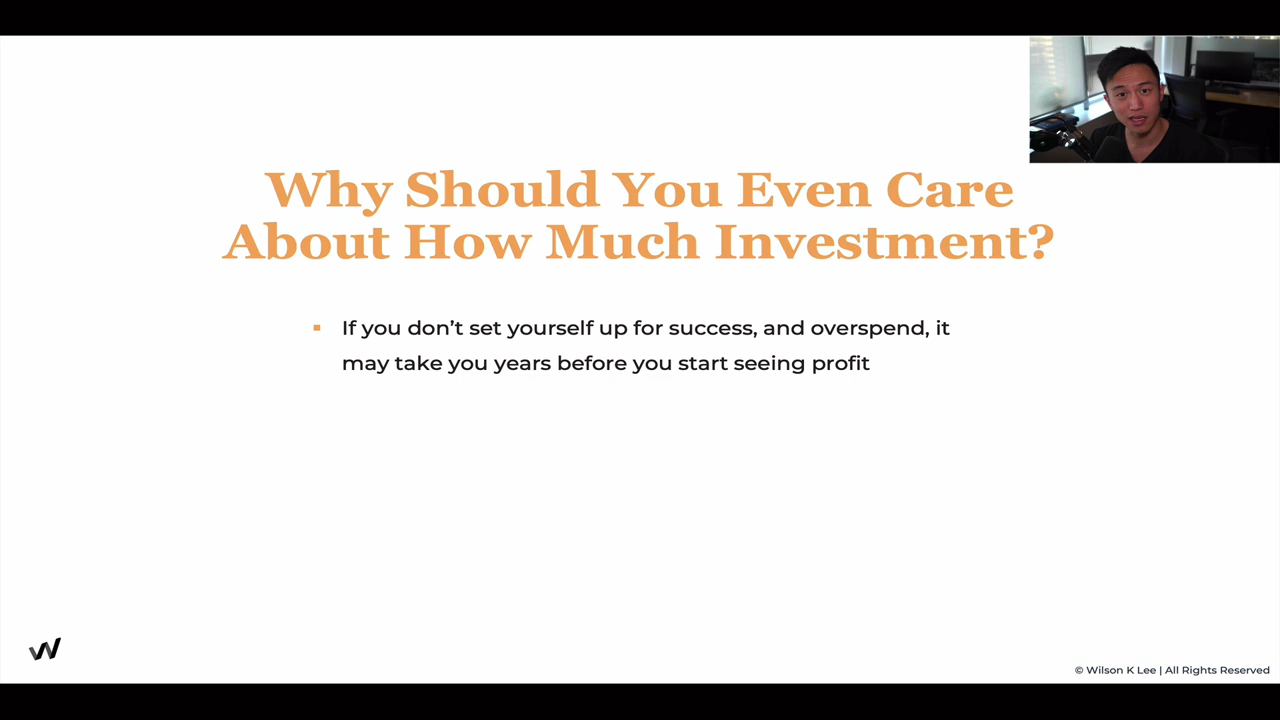 Why Should You Even Care
About How Much Investment?
▪ If you don’t set yourself up for success, and overspend, it
may take you years before you start seeing profit
W
© Wilson K Lee | All Rights Reserved